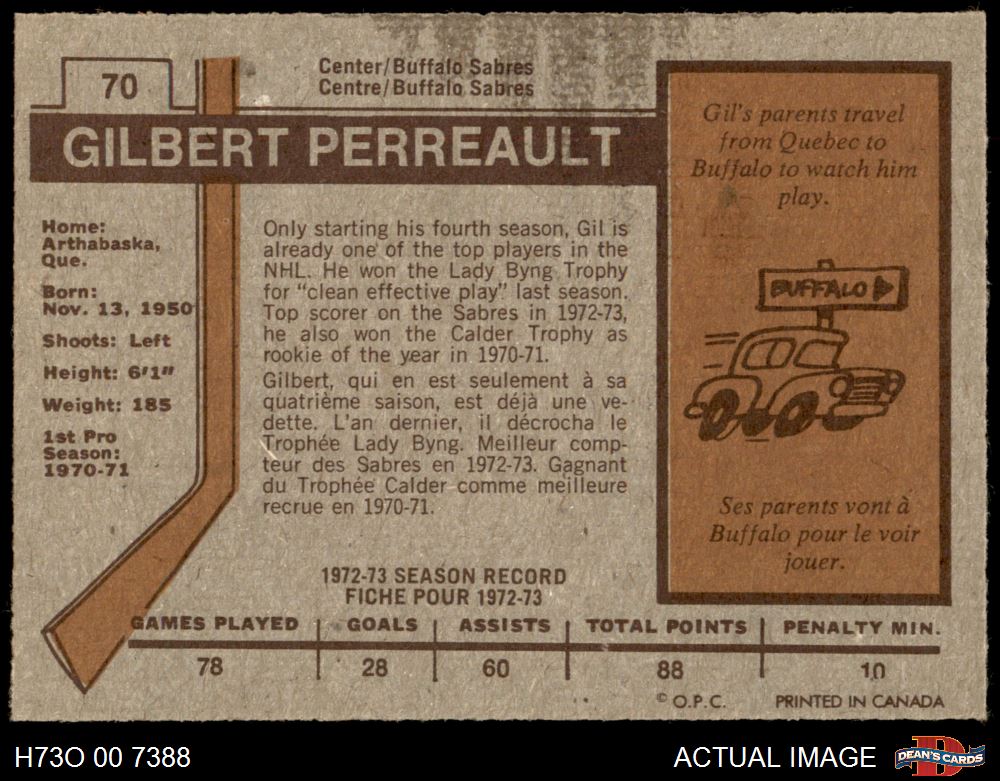 70
Center/Buffalo Sabres
Centre/Buffalo Sabres
GILBERT PERREAULT
Home:
Arthabaska,
Que.
Born:
Nov. 13, 1950
Shoots: Left
Height: 6'1"
Weight: 185
1st Pro
Season:
1970-71
Only starting his fourth season, Gil is
already one of the top players in the
NHL. He won the Lady Byng Trophy
for “clean effective play” last season.
Top scorer on the Sabres in 1972-73,
he also won the Calder Trophy as
rookie of the year in 1970-71.
Gilbert, qui en est seulement à sa
quatrième saison, est déjà une ve-
dette. L'an dernier, il décrocha le
Trophée Lady Byng. Meilleur comp-
teur des Sabres en 1972-73. Gagnant
du Trophée Calder comme meilleure
recrue en 1970-71.
Gil's parents travel
from Quebec to
Buffalo to watch him
play.
BUFFALO
Ses parents vont à
Buffalo pour le voir
jouer.
1972-73 SEASON RECORD
FICHE POUR 1972-73
GAMES PLAYED GOALS ASSISTS TOTAL POINTS PENALTY MIN.
78 28 60 88 10
© O.P.C. PRINTED IN CANADA
H73O 00 7388 ACTUAL IMAGE
D
DEAN'S CARDS